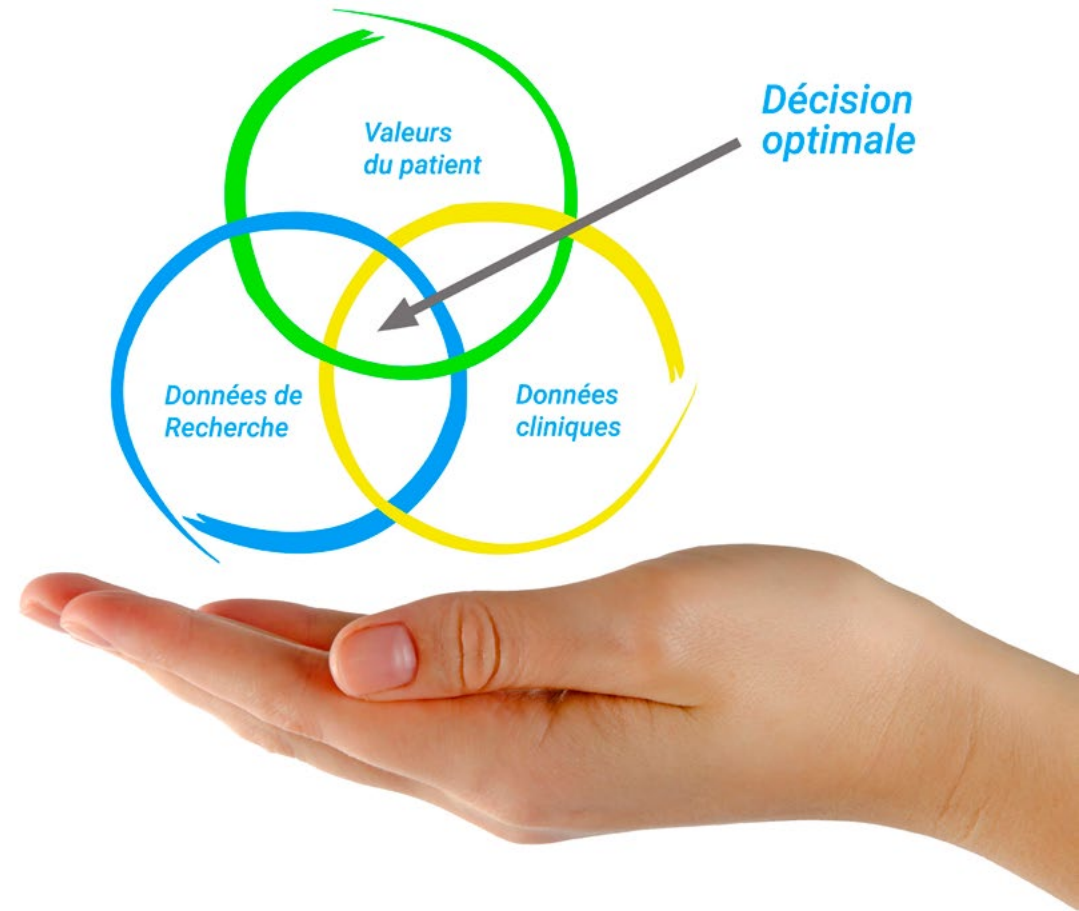 Valeurs
du patient
Décision
optimale
Données de
Recherche
Données
cliniques